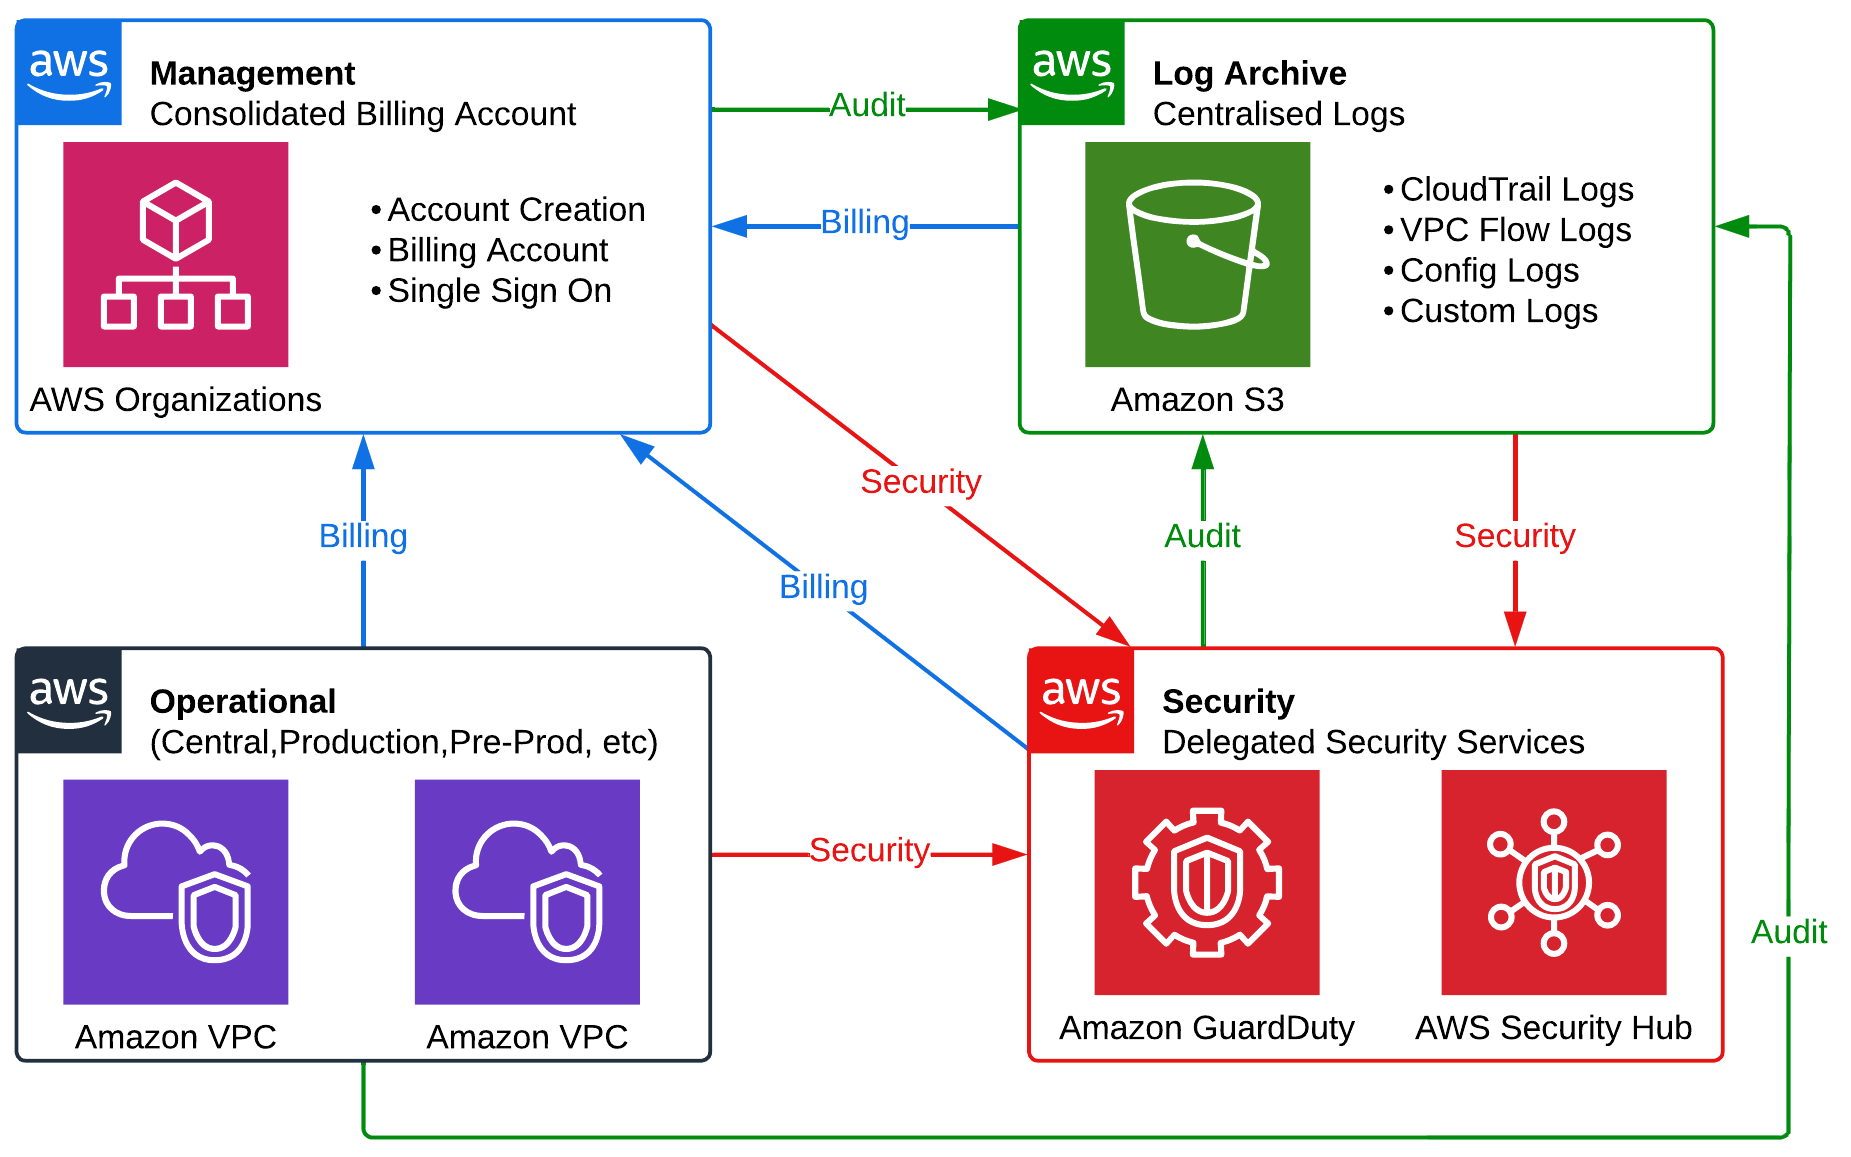 aws
Management
Consolidated Billing Account
• Account Creation
• Billing Account
• Single Sign On
AWS Organizations
Audit
Billing
aws
Log Archive
Centralised Logs
• CloudTrail Logs
• VPC Flow Logs
• Config Logs
• Custom Logs
Amazon S3
Billing
Security
Billing
Audit
Security
aws
Operational
(Central,Production,Pre-Prod, etc)
Amazon VPC
Amazon VPC
Security
aws
Security
Delegated Security Services
Amazon GuardDuty
AWS Security Hub
Audit